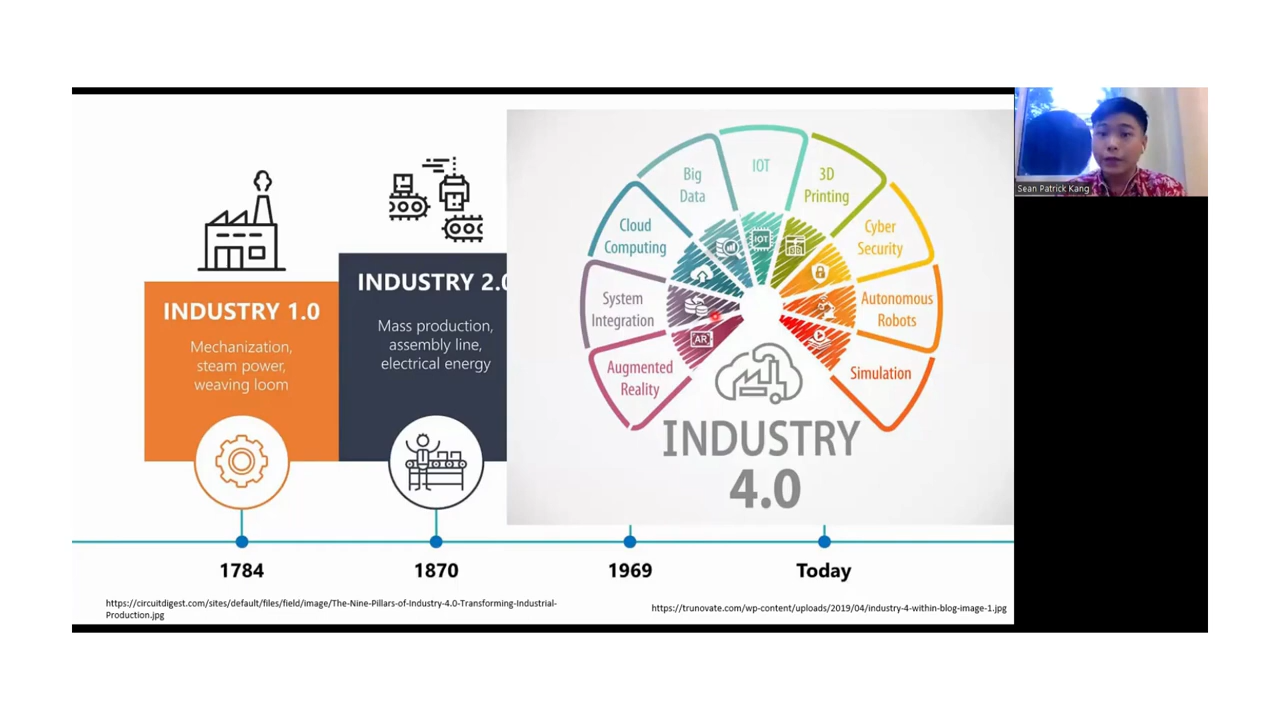 INDUSTRY 1.0
Mechanization,
steam power,
weaving loom
INDUSTRY 2.0
Mass production,
assembly line,
electrical energy
Augmented
Reality
System
Integration
Cloud
Computing
Big
Data
IOT
3D
Printing
Cyber
Security
Autonomous
Robots
Simulation
IOT
AR
INDUSTRY
4.0
1784
1870
1969
Today
https://circuitdigest.com/sites/default/files/field/image/The-Nine-Pillars-of-Industry-4.0-Transforming-Industrial-
Production.jpg
https://trunovate.com/wp-content/uploads/2019/04/industry-4-within-blog-image-1.jpg
Sean Patrick Kang